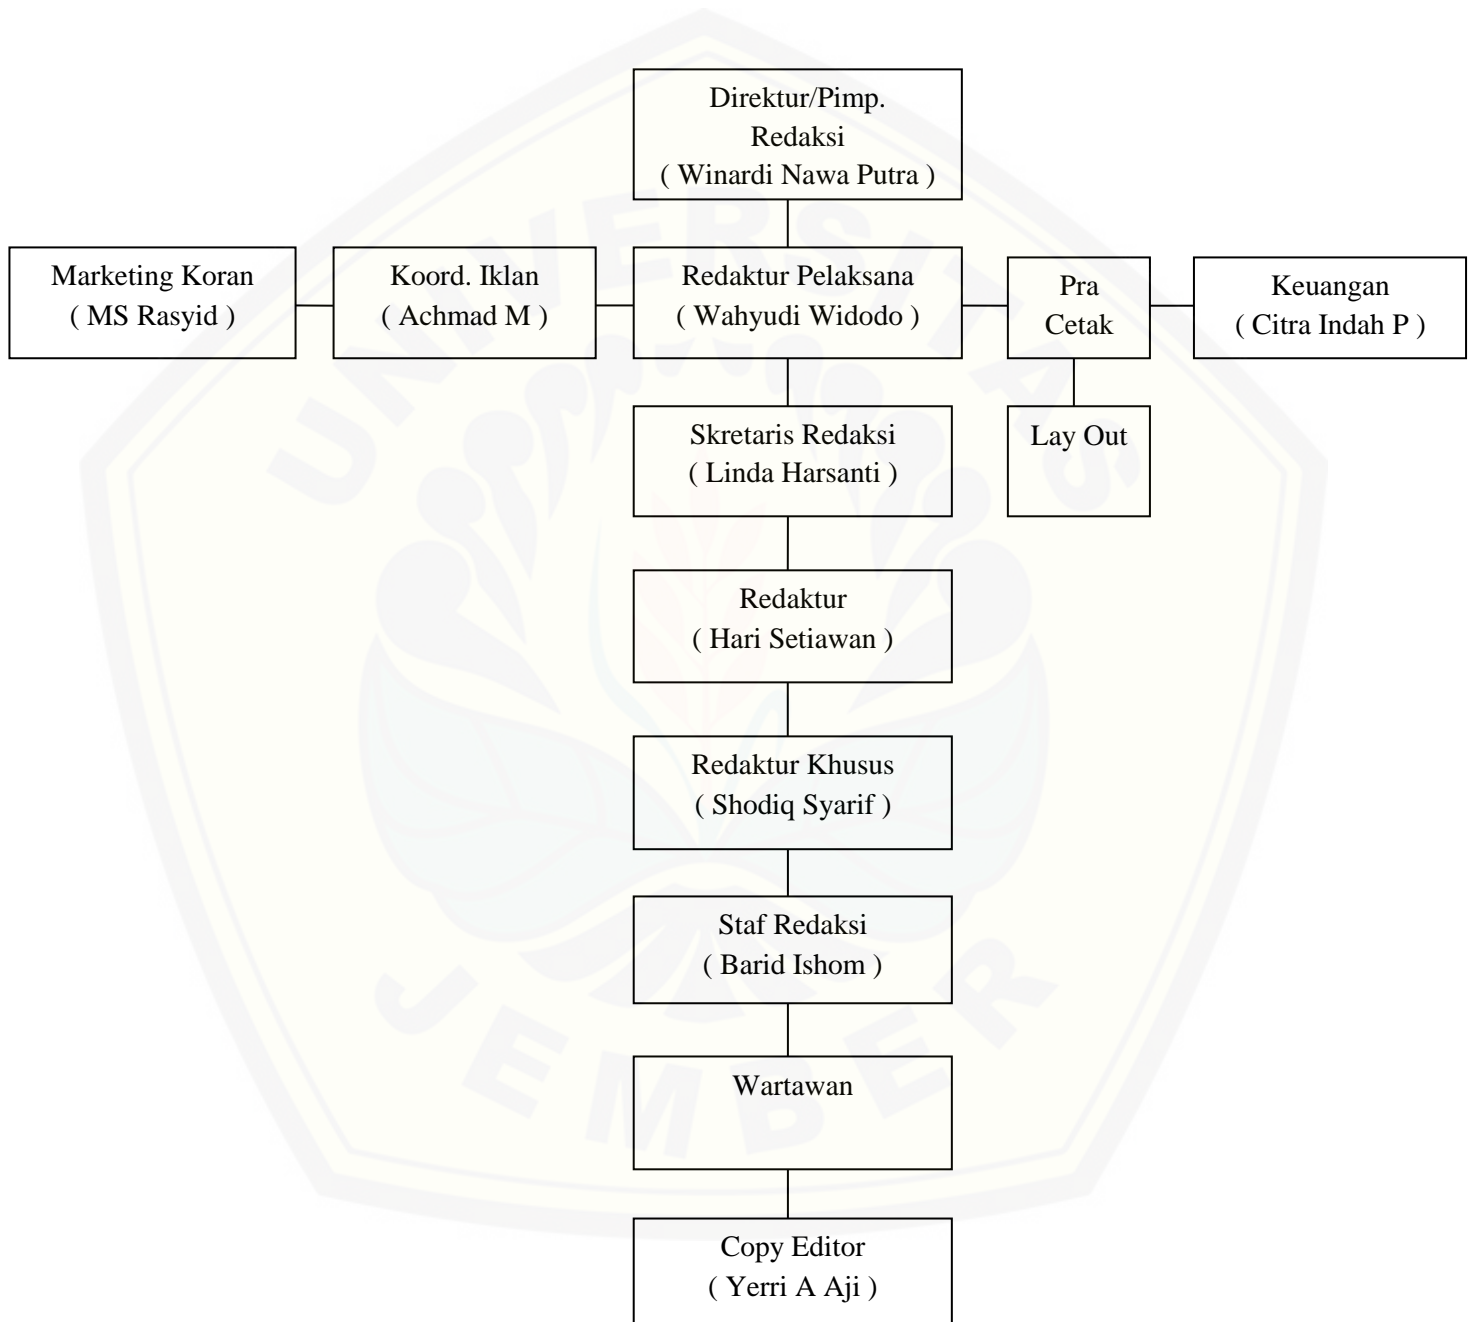 Direktur/Pimp.
Redaksi
( Winardi Nawa Putra )
Marketing Koran
( MS Rasyid )
Koord. Iklan
( Achmad M )
Redaktur Pelaksana
( Wahyudi Widodo )
Pra
Cetak
Keuangan
( Citra Indah P )
Skretaris Redaksi
( Linda Harsanti )
Lay Out
Redaktur
( Hari Setiawan )
Redaktur Khusus
( Shodiq Syarif )
Staf Redaksi
( Barid Ishom )
Wartawan
Copy Editor
( Yerri A Aji )
UNIVERSITAS
JEMBER